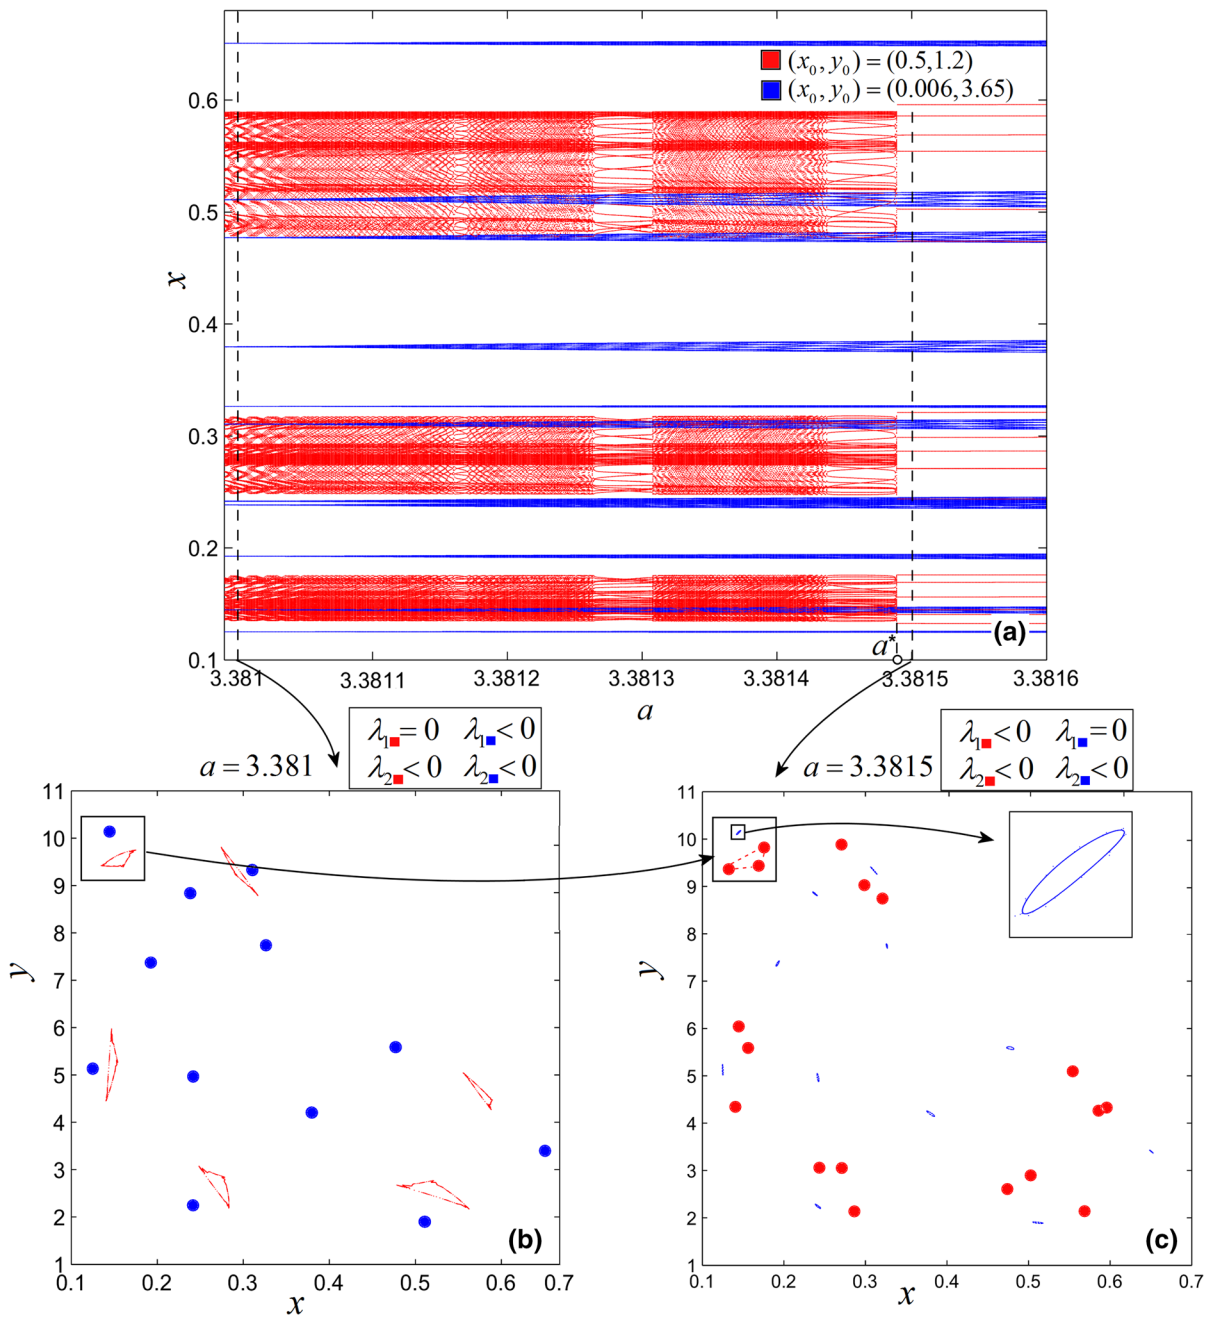 (x₀, y₀) = (0.5,1.2)
(x₀, y₀) = (0.006,3.65)
0.6
0.5
x
0.4
0.3
0.2
0.1
(a)
a*
3.381
3.3811
3.3812
3.3813
3.3814
3.3815
3.3816
a
λ₁■=0 λ₁■<0
λ₂■<0 λ₂■<0
a = 3.381
λ₁■<0 λ₁■=0
λ₂■<0 λ₂■<0
a = 3.3815
11
10
9
8
7
y
6
5
4
3
2
1
(b)
0.1 0.2 0.3 0.4 0.5 0.6 0.7
x
11
10
9
8
7
y
6
5
4
3
2
1
(c)
0.1 0.2 0.3 0.4 0.5 0.6 0.7
x